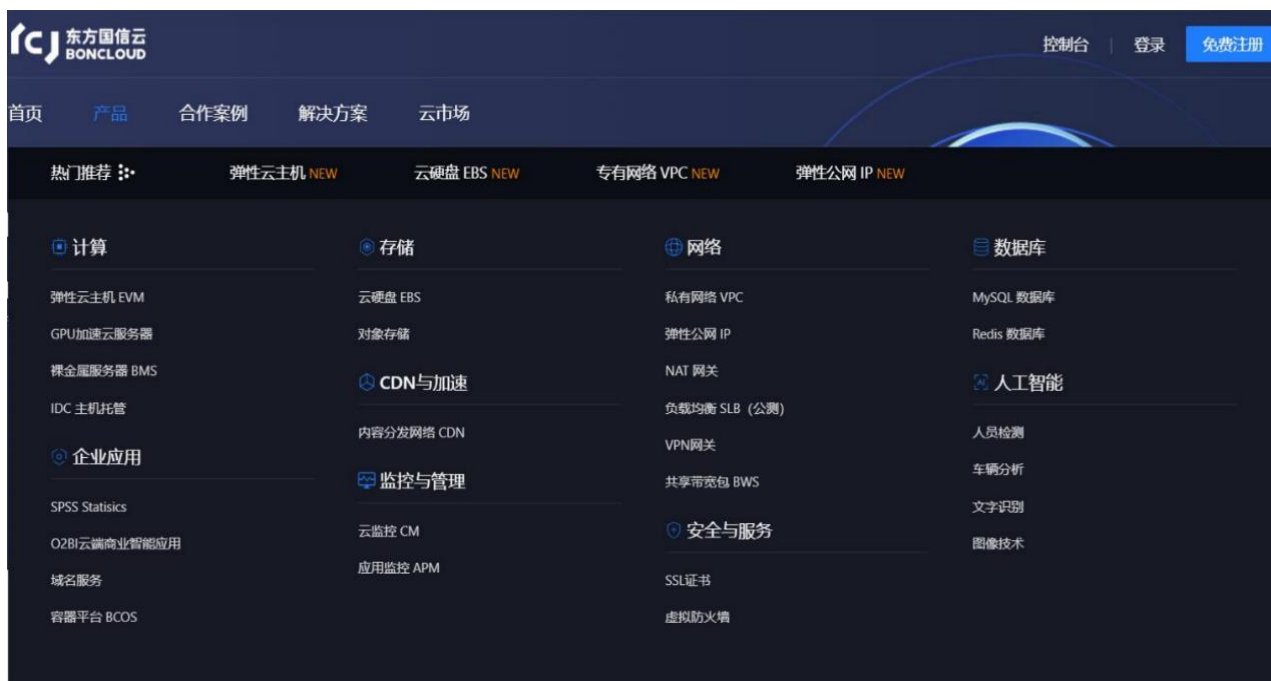 东方国信云
BONCLOUD
控制台 | 登录 免费注册
首页 产品 合作案例 解决方案 云市场
热门推荐 弹性云主机 NEW 云硬盘 EBS NEW 专有网络 VPC NEW 弹性公网 IP NEW
计算
弹性云主机 EVM
GPU加速云服务器
裸金属服务器 BMS
IDC 主机托管
企业应用
SPSS Statisics
O2BI云端商业智能应用
域名服务
容器平台 BCOS
存储
云硬盘 EBS
对象存储
CDN与加速
内容分发网络 CDN
监控与管理
云监控 CM
应用监控 APM
网络
私有网络 VPC
弹性公网 IP
NAT 网关
负载均衡 SLB（公测）
VPN网关
共享带宽包 BWS
安全与服务
SSL证书
虚拟防火墙
数据库
MySQL 数据库
Redis 数据库
人工智能
人员检测
车辆分析
文字识别
图像技术